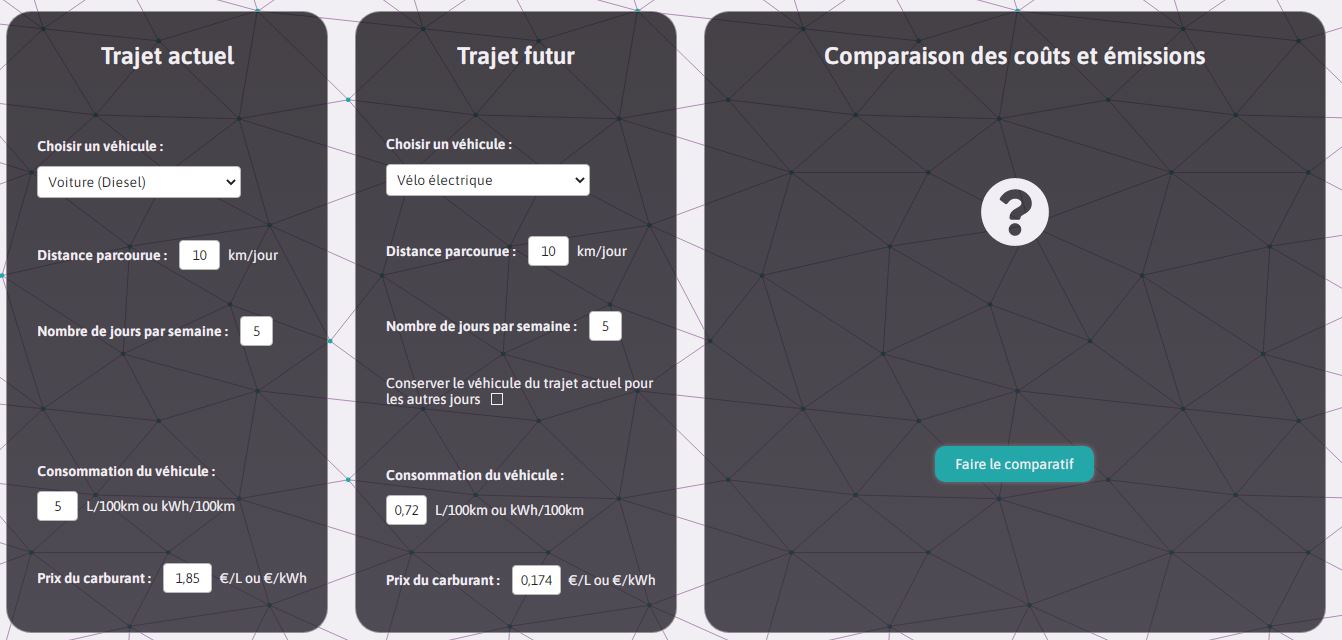 Trajet actuel
Choisir un véhicule :
Voiture (Diesel)
Distance parcourue : 10 km/jour
Nombre de jours par semaine : 5
Consommation du véhicule :
5 L/100km ou kWh/100km
Prix du carburant : 1,85 €/L ou €/kWh
Trajet futur
Choisir un véhicule :
Vélo électrique
Distance parcourue : 10 km/jour
Nombre de jours par semaine : 5
Conserver le véhicule du trajet actuel pour
les autres jours
Consommation du véhicule :
0,72 L/100km ou kWh/100km
Prix du carburant : 0,174 €/L ou €/kWh
Comparaison des coûts et émissions
?
Faire le comparatif